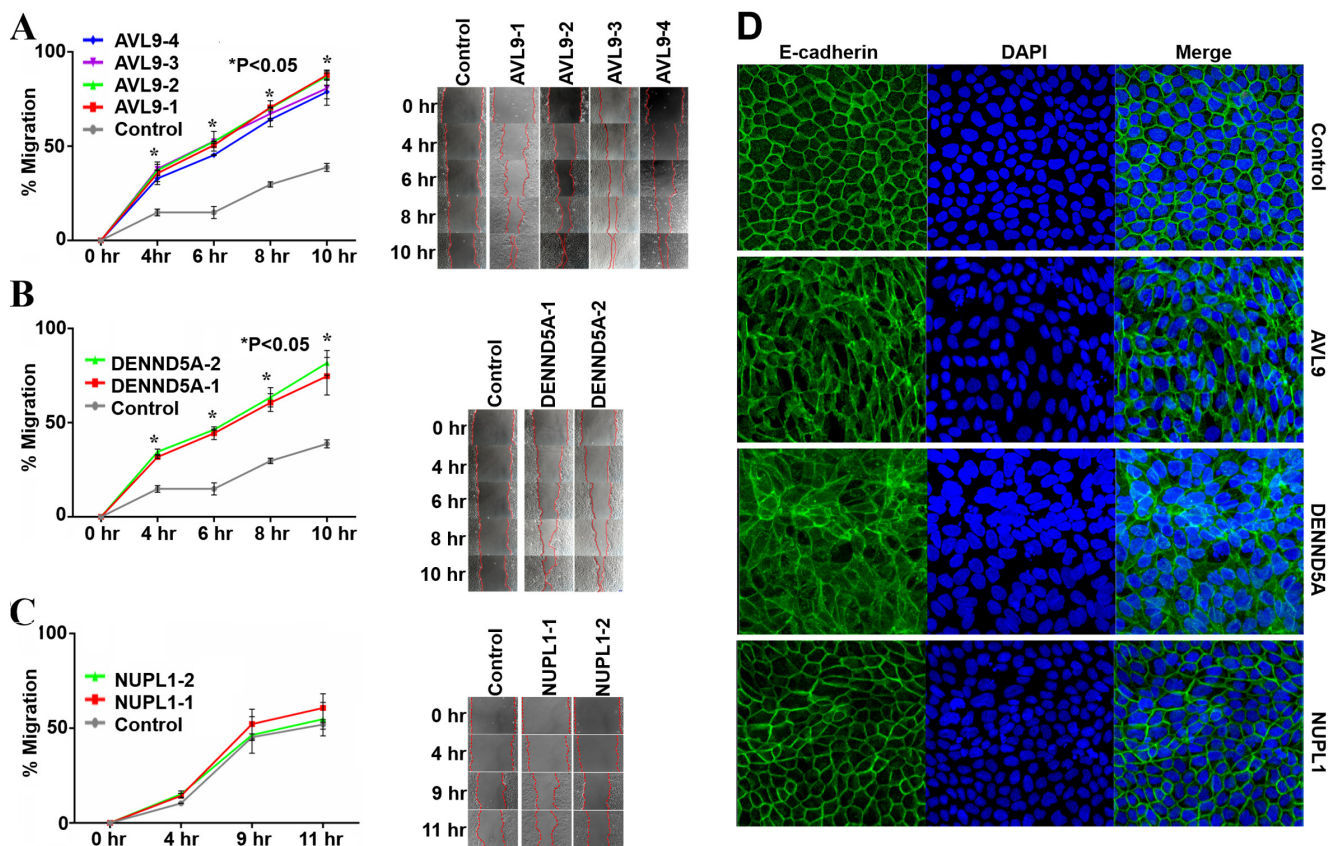 A
100
50
0
% Migration
AVL9-4
AVL9-3
AVL9-2
AVL9-1
Control
*P<0.05
*
*
*
*
0 hr
4hr
6 hr
8 hr
10 hr
Control
AVL9-1
AVL9-2
AVL9-3
AVL9-4
0 hr
4 hr
6 hr
8 hr
10 hr
B
100
50
0
% Migration
DENND5A-2
DENND5A-1
Control
*P<0.05
*
*
*
*
0 hr
4 hr
6 hr
8 hr
10 hr
Control
DENND5A-1
DENND5A-2
0 hr
4 hr
6 hr
8 hr
10 hr
C
100
50
0
% Migration
NUPL1-2
NUPL1-1
Control
0 hr
4 hr
9 hr
11 hr
Control
NUPL1-1
NUPL1-2
0 hr
4 hr
9 hr
11 hr
D
E-cadherin
DAPI
Merge
Control
AVL9
DENND5A
NUPL1